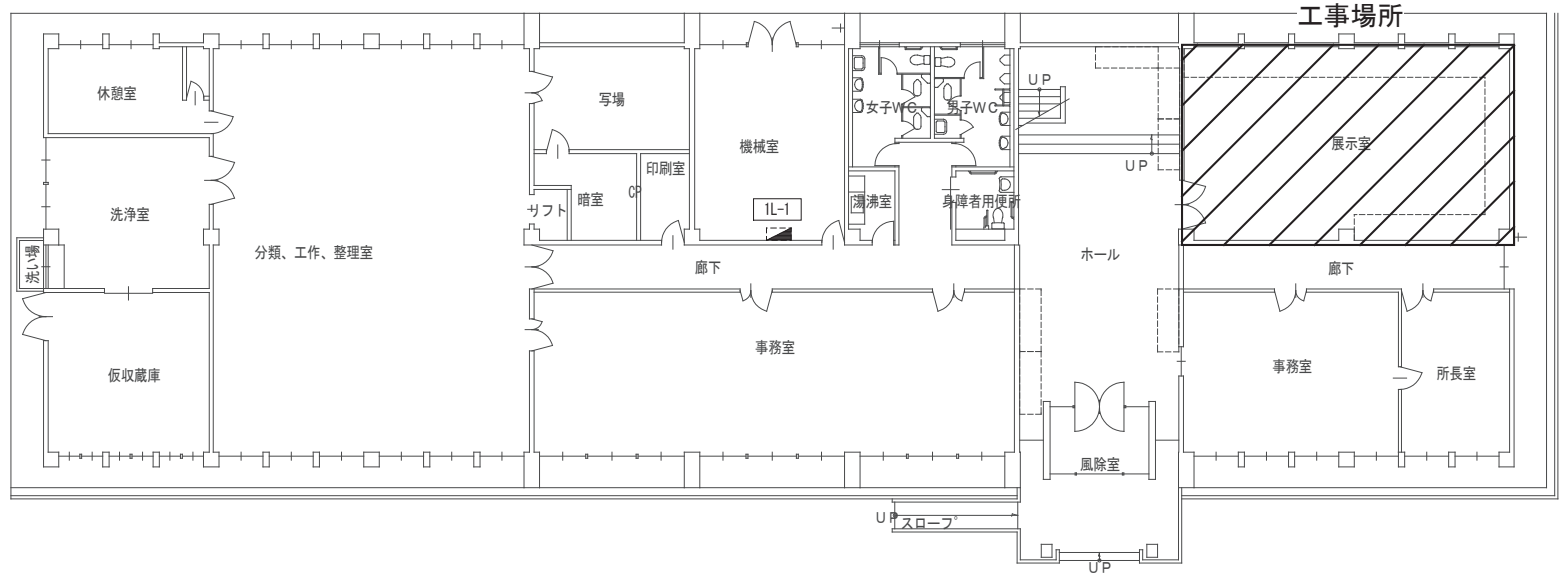 工事場所
休憩室
写場
UP
女子WC
男子WC
機械室
展示室
UP
印刷室
暗室
CP
リフト
1L-1
湯沸室
身障者用便所
洗浄室
洗い場
分類、工作、整理室
廊下
ホール
廊下
事務室
仮収蔵庫
事務室
所長室
風除室
UP
スロープ
UP